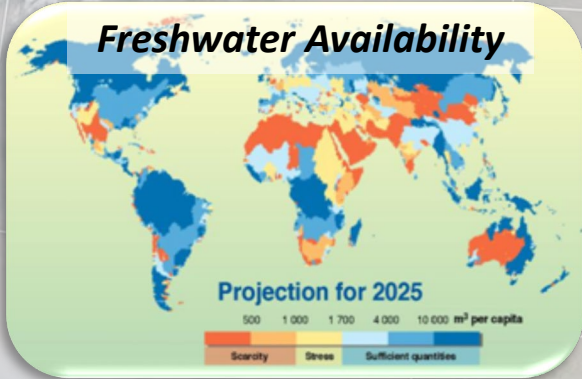 Freshwater Availability
Projection for 2025
500 1 000 1 700 4 000 10 000 m³ per capita
Scarcity Stress Sufficient quantities